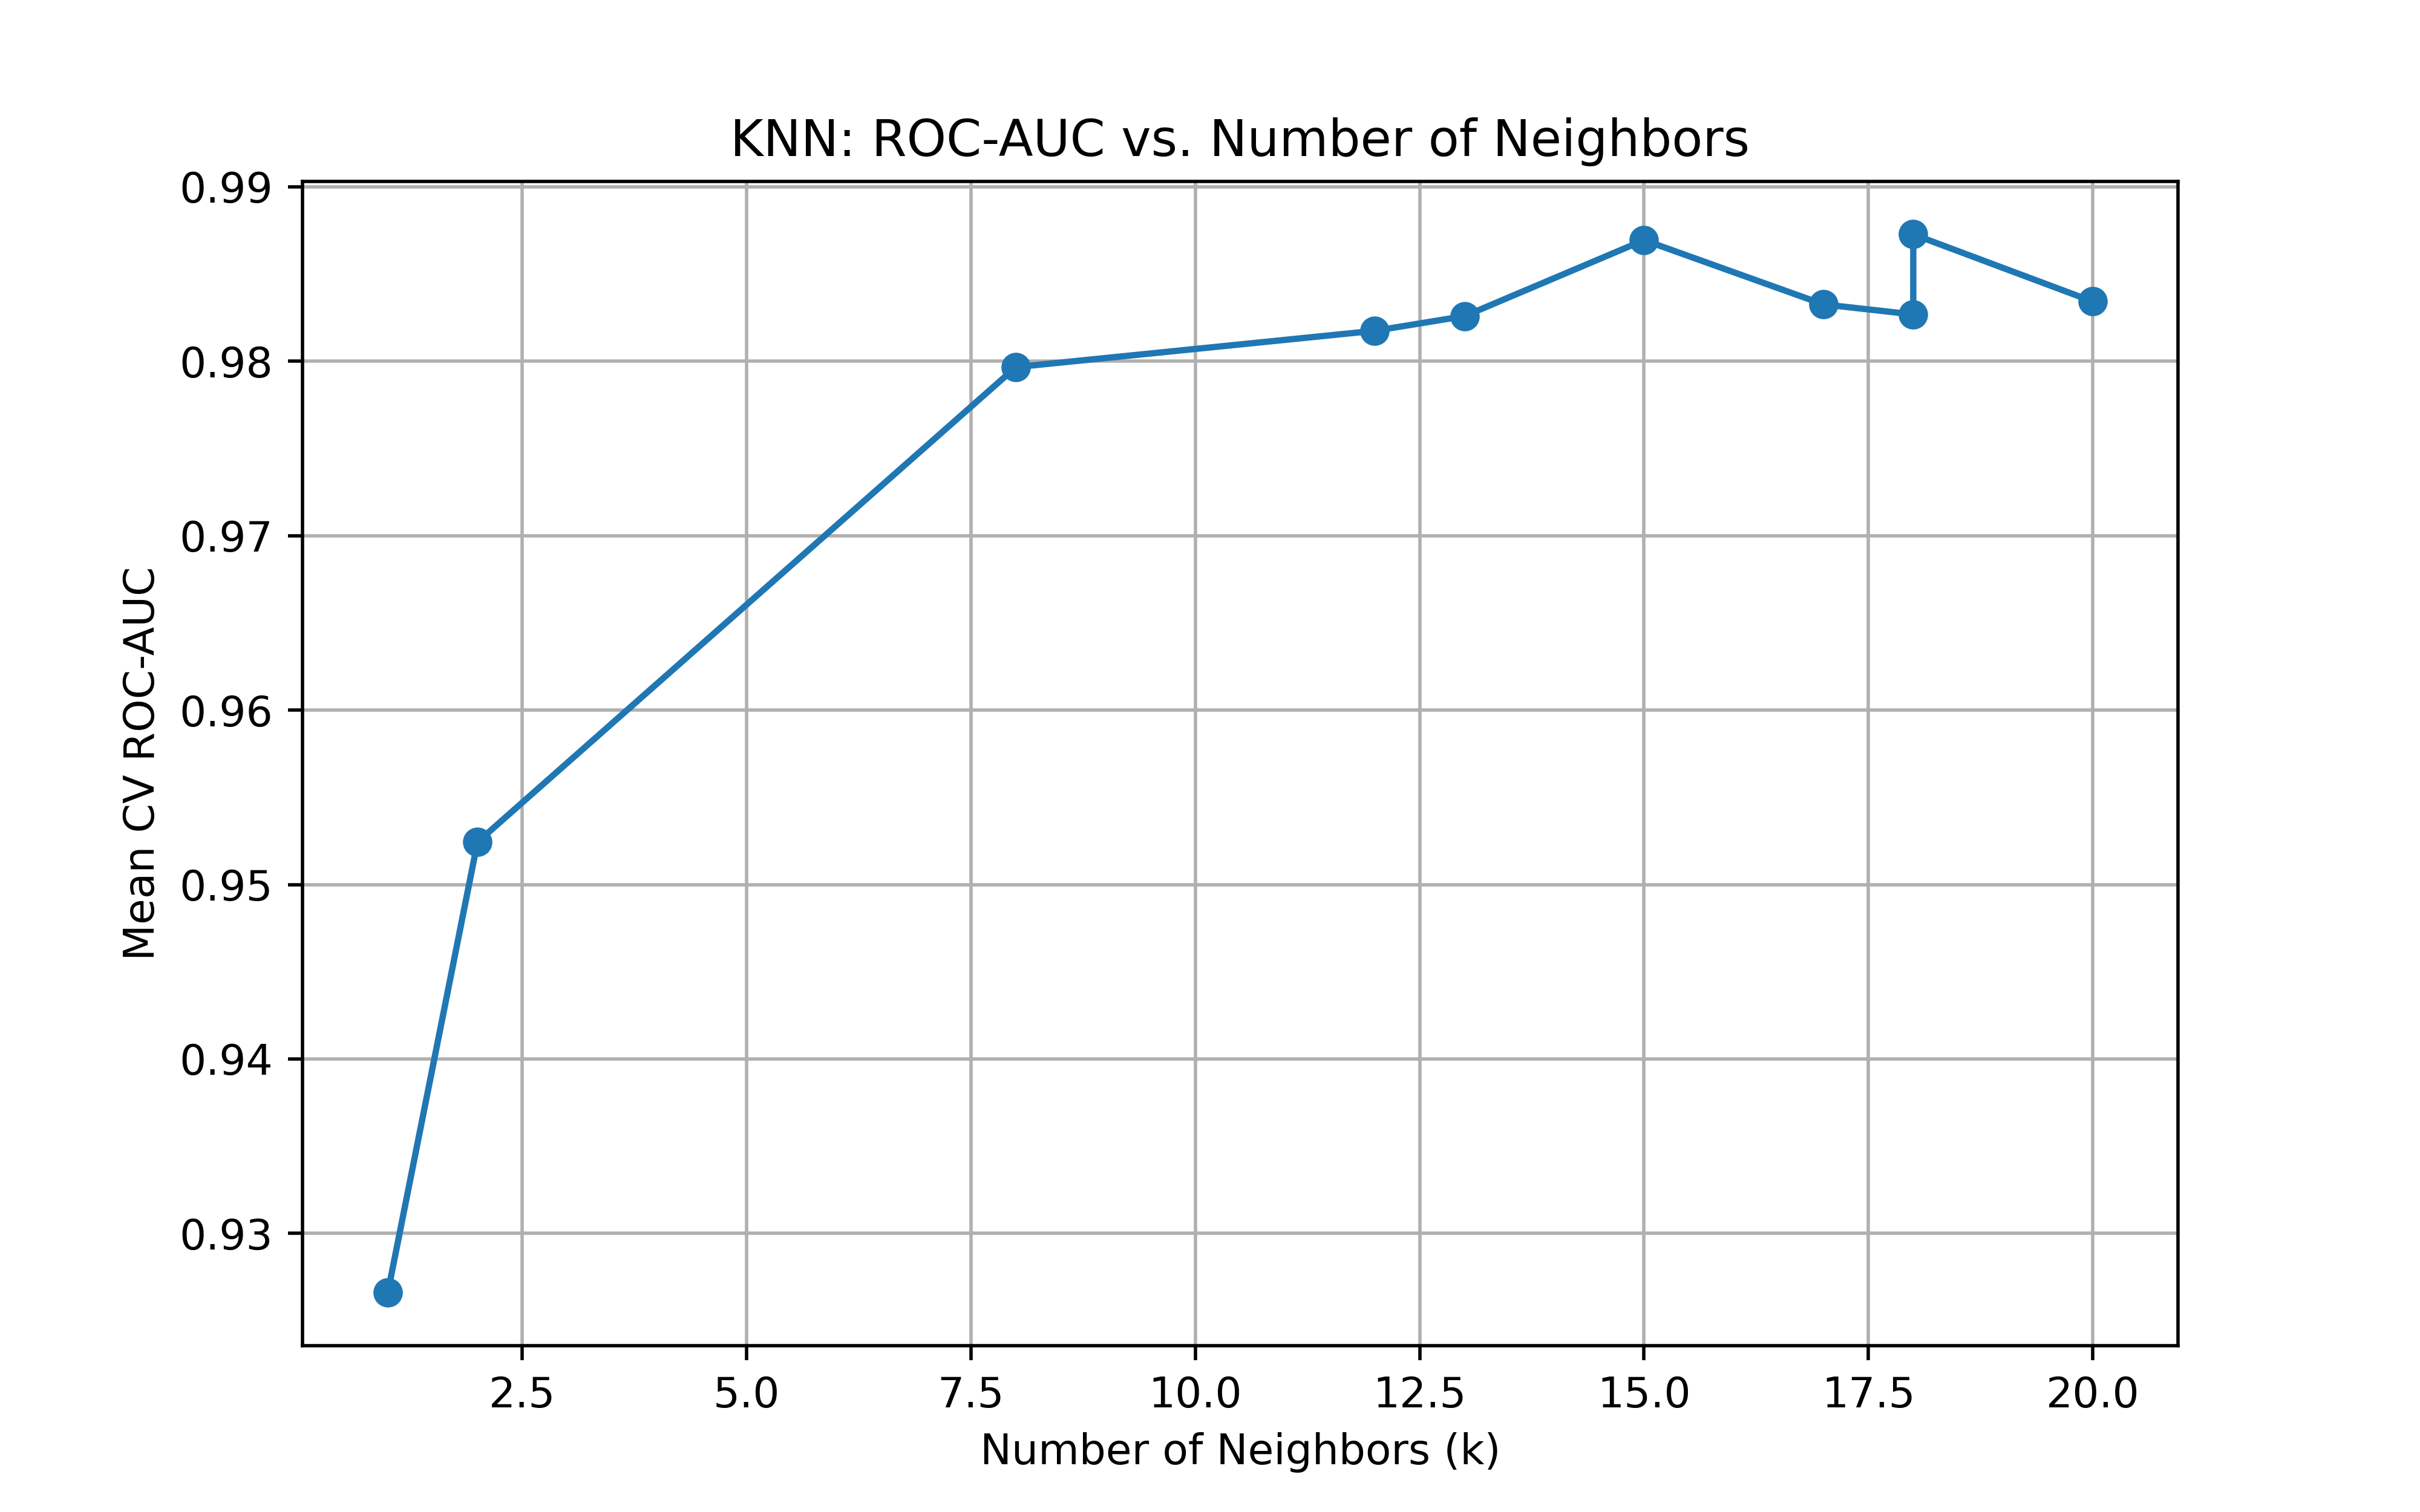 KNN: ROC-AUC vs. Number of Neighbors
0.99
0.98
0.97
0.96
0.95
0.94
0.93
Mean CV ROC-AUC
2.5 5.0 7.5 10.0 12.5 15.0 17.5 20.0
Number of Neighbors (k)